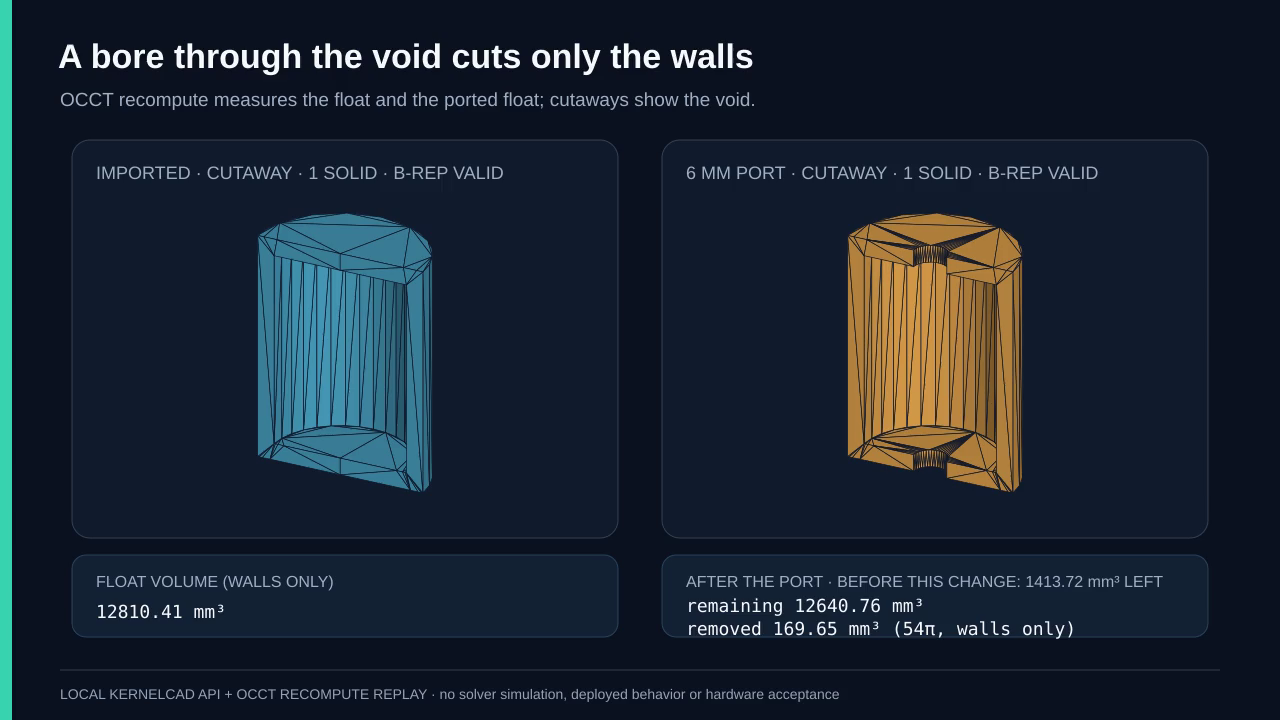 A bore through the void cuts only the walls
OCCT recompute measures the float and the ported float; cutaways show the void.
IMPORTED · CUTAWAY · 1 SOLID · B-REP VALID
6 MM PORT · CUTAWAY · 1 SOLID · B-REP VALID
FLOAT VOLUME (WALLS ONLY)
12810.41 mm³
AFTER THE PORT · BEFORE THIS CHANGE: 1413.72 mm³ LEFT
remaining 12640.76 mm³
removed 169.65 mm³ (54π, walls only)
LOCAL KERNELCAD API + OCCT RECOMPUTE REPLAY · no solver simulation, deployed behavior or hardware acceptance